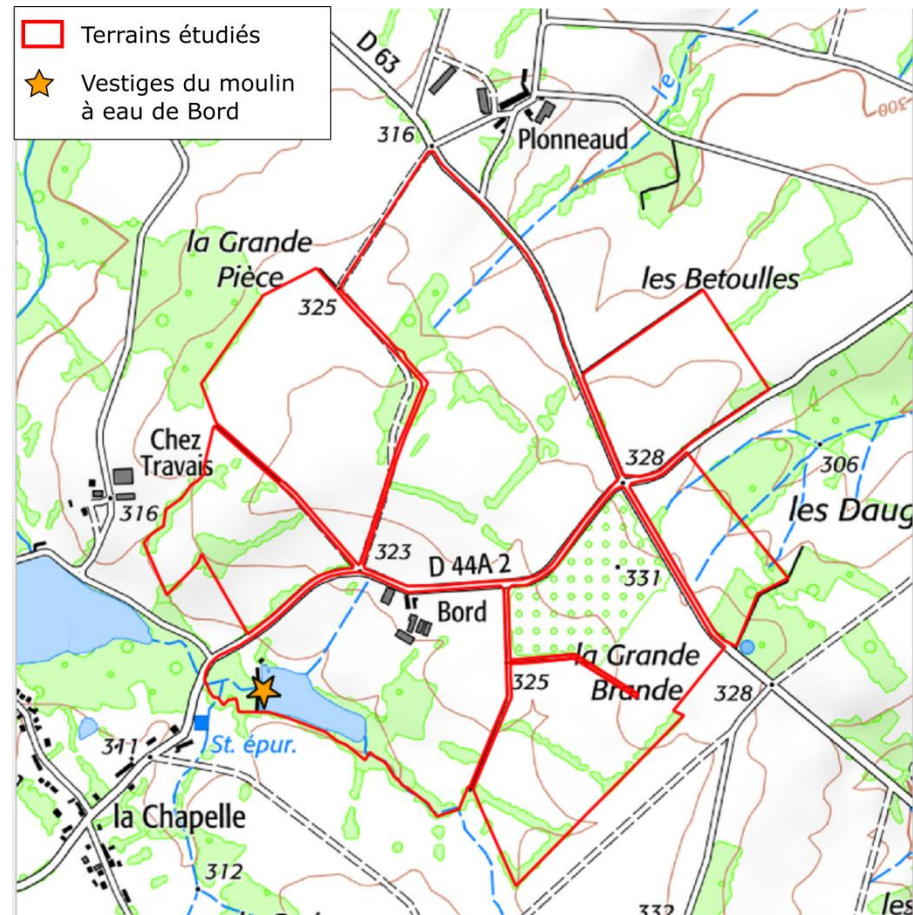 Terrains étudiés
Vestiges du moulin
à eau de Bord
D 63
le
300
316
Plonneaud
la Grande
Pièce
les Betoulles
325
Chez
Travais
328
306
316
les Daug
323
D 44A 2
331
Bord
la Grande
Brande
325
328
St. épur.
311
la Chapelle
312
332
les